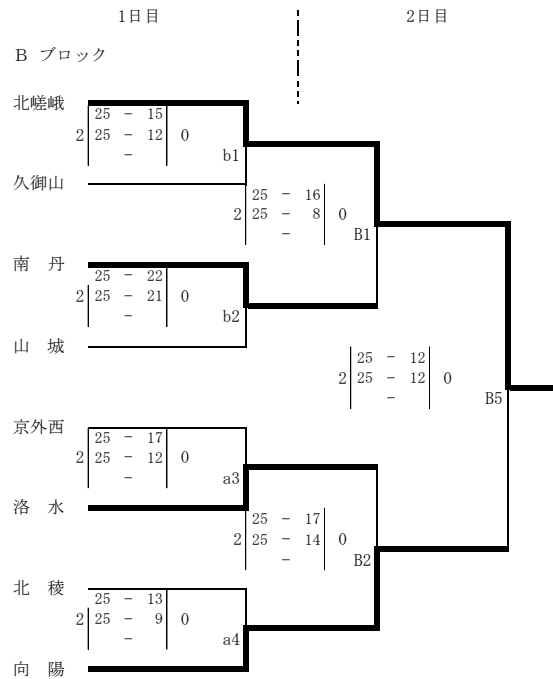 1日目
2日目
B ブロック
北嵯峨
25 － 15
2 25 － 12 0
－
b1
久御山
25 － 16
2 25 － 8 0
－
B1
南 丹
25 － 22
2 25 － 21 0
－
b2
山 城
25 － 12
2 25 － 12 0
－
B5
京外西
25 － 17
2 25 － 12 0
－
a3
洛 水
25 － 17
2 25 － 14 0
－
B2
北 稜
25 － 13
2 25 － 9 0
－
a4
向 陽